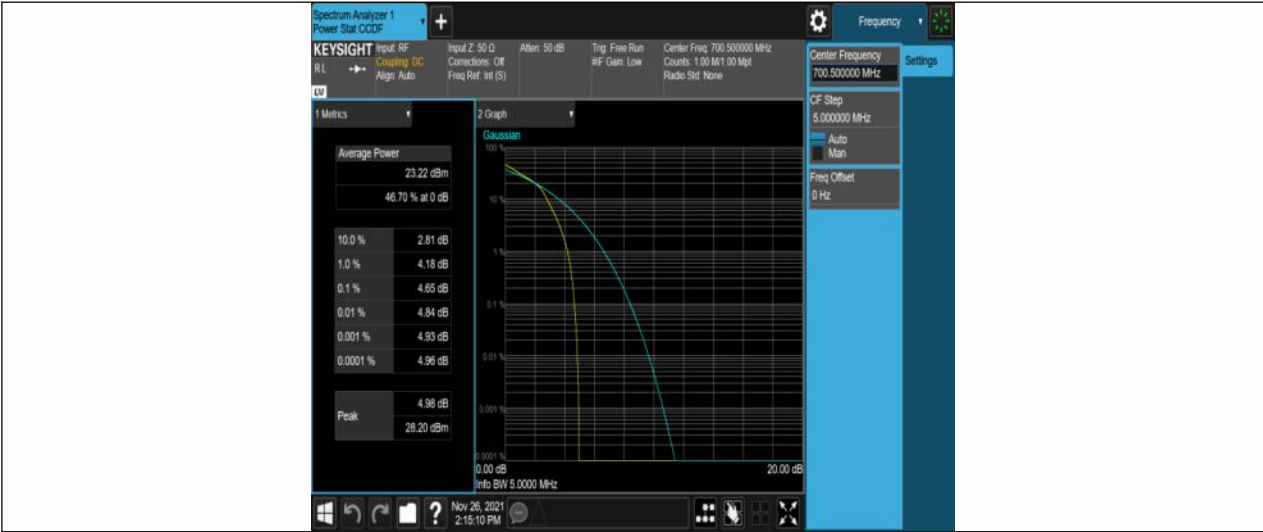 Spectrum Analyzer 1
Power Stat CCDF
Frequency
KEYSIGHT
Input: RF
Coupling: DC
Align: Auto
Input Z: 50 Ω
Corrections: Off
Freq Ref: Int (S)
Atten: 50 dB
Trig: Free Run
#IF Gain: Low
Center Freq: 700.500000 MHz
Counts: 1.00 M/1.00 Mpt
Radio Std: None
R L
LW
Center Frequency
700.500000 MHz
Settings
CF Step
5.000000 MHz
Auto
Man
Freq Offset
0 Hz
1 Metrics
Average Power
23.22 dBm
46.70 % at 0 dB
10.0 % 2.81 dB
1.0 % 4.18 dB
0.1 % 4.65 dB
0.01 % 4.84 dB
0.001 % 4.93 dB
0.0001 % 4.96 dB
Peak
4.98 dB
28.20 dBm
2 Graph
Gaussian
100 %
10 %
1 %
0.1 %
0.01 %
0.001 %
0.0001 %
0.00 dB 20.00 dB
Info BW 5.0000 MHz
?
Nov 26, 2021
2:15:10 PM